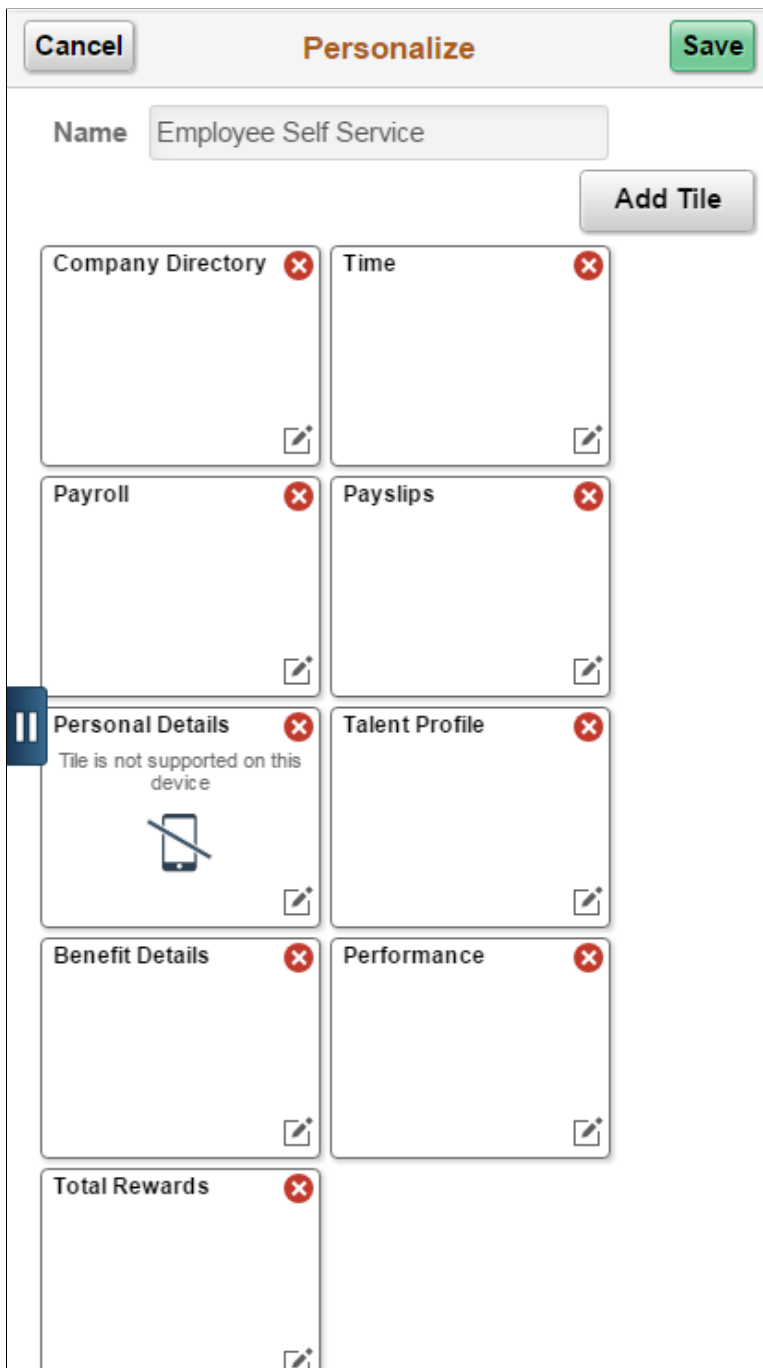 Cancel Personalize Save
Name Employee Self Service
Add Tile
Company Directory Time
Payroll Payslips
Personal Details Talent Profile
Tile is not supported on this
device
Benefit Details Performance
Total Rewards